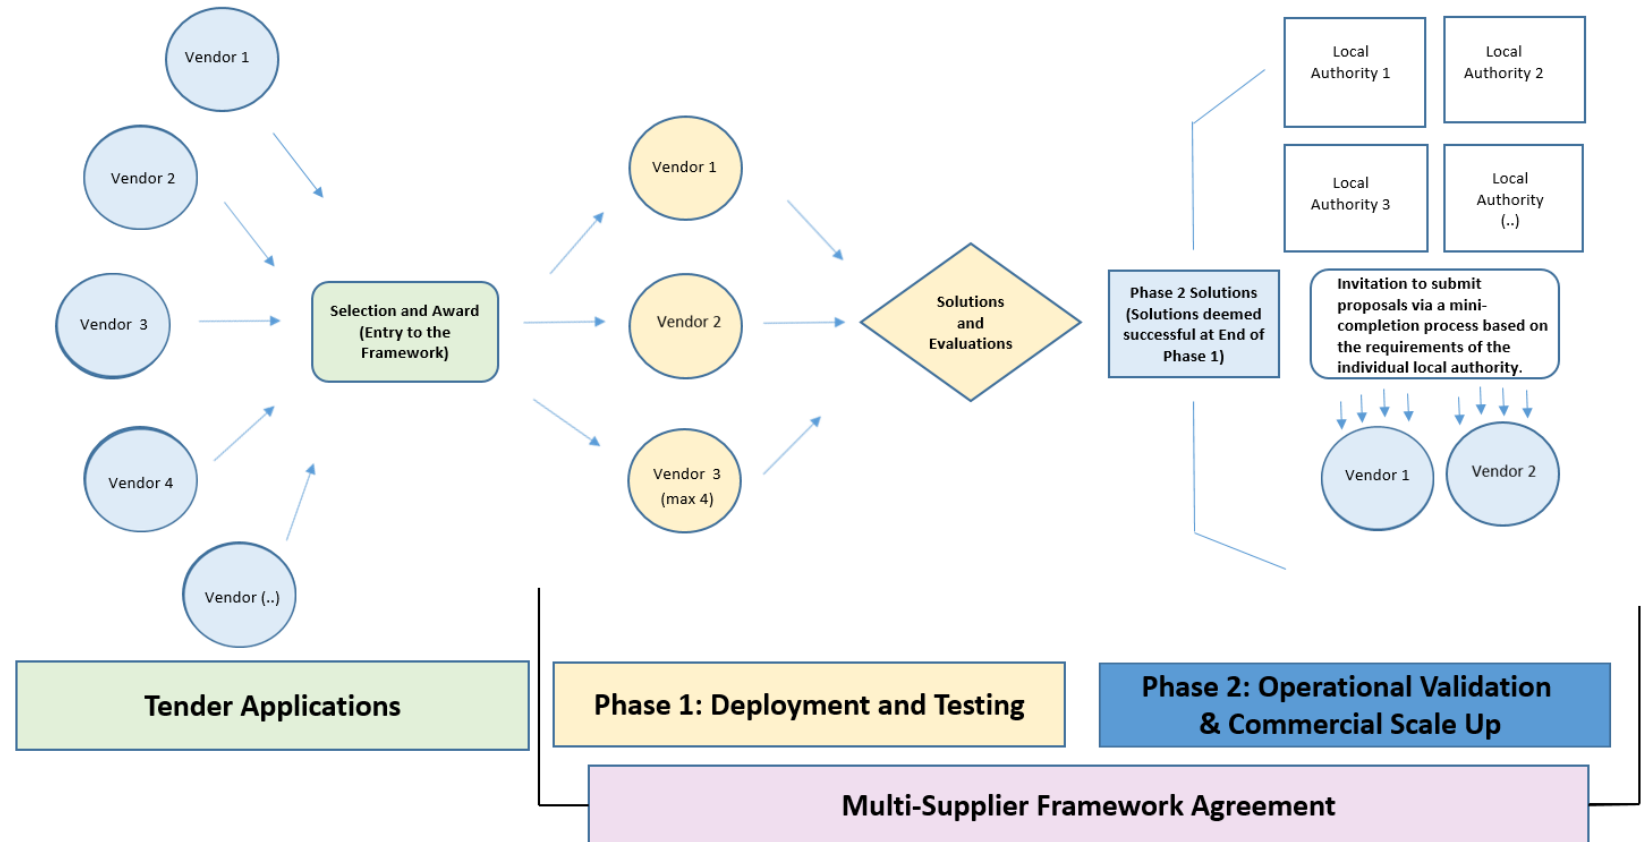 Vendor 1
Vendor 2
Vendor  3
Vendor 4
Vendor (..)
Selection and Award
(Entry to the
Framework)
Vendor 1
Vendor 2
Vendor  3
(max 4)
Solutions
and
Evaluations
Phase 2 Solutions
(Solutions deemed
successful at End of
Phase 1)
Local
Authority 1
Local
Authority 2
Local
Authority 3
Local
Authority
(..)
Invitation to submit
proposals via a mini-
completion process based on
the requirements of the
individual local authority.
Vendor 1
Vendor 2
Tender Applications
Phase 1: Deployment and Testing
Phase 2: Operational Validation
& Commercial Scale Up
Multi-Supplier Framework Agreement